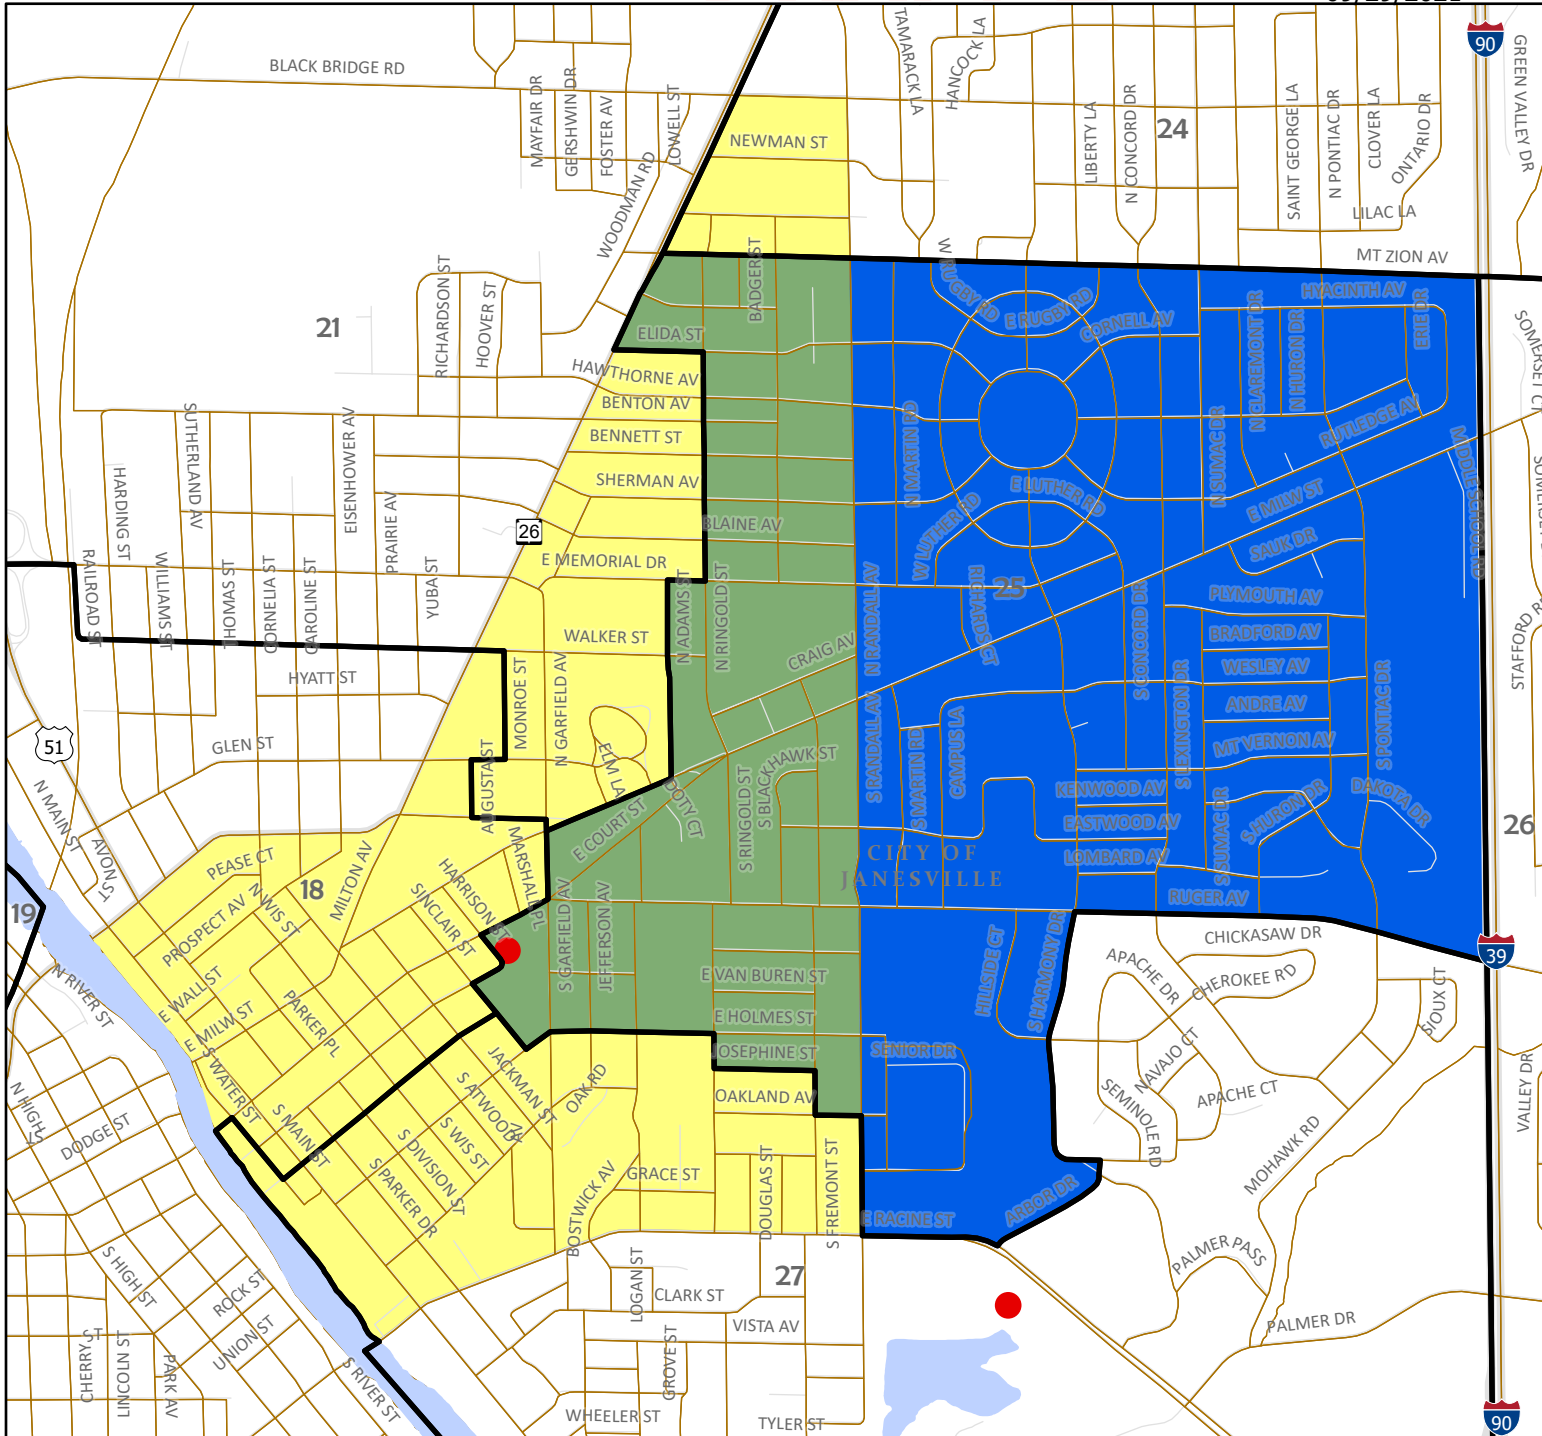 BLACK BRIDGE RD
MAYFAIR DR
GERSHWIN DR
FOSTER AV
LOWELL ST
WOODMAN RD
NEWMAN ST
TAMARACK LA
HANCOCK LA
LIBERTY LA
N CONCORD DR
24
SAINT GEORGE LA
N PONTIAC DR
CLOVER LA
ONTARIO DR
LILAC LA
MT ZION AV
90
GREEN VALLEY DR
21
RICHARDSON ST
HOOVER ST
BADGER ST
ELIDA ST
HAWTHORNE AV
BENTON AV
BENNETT ST
SHERMAN AV
BLAINE AV
E MEMORIAL DR
26
W RUGBY RD
E RUGBY RD
CORNELL AV
HYACINTH AV
ERIE DR
N CLAREMONT DR
N HURON DR
RUTLEDGE AV
N MARTIN RD
N SUMAC DR
E LUTHER RD
W LUTHER RD
E MILW ST
SAUK DR
MIDDLE SCHOOL RD
SOMERSET CT
SUTHERLAND AV
HARDING ST
EISENHOWER AV
PRAIRIE AV
RAILROAD ST
WILLIAMS ST
THOMAS ST
CORNELIA ST
CAROLINE ST
YUBA ST
WALKER ST
N ADAMS ST
N RINGOLD ST
CRAIG AV
N RANDALL AV
RICHARDS CT
25
S CONCORD DR
PLYMOUTH AV
BRADFORD AV
WESLEY AV
ANDRE AV
MT VERNON AV
S LEXINGTON DR
S PONTIAC DR
STAFFORD RD
HYATT ST
MONROE ST
N GARFIELD AV
51
GLEN ST
AUGUSTA ST
ELM LA
DOTY CT
E COURT ST
S RINGOLD ST
S BLACKHAWK ST
S RANDALL AV
S MARTIN RD
CAMPUS LA
KENWOOD AV
EASTWOOD AV
LOMBARD AV
S SUMAC DR
S HURON DR
DAKOTA DR
RUGER AV
26
N MAIN ST
AVON ST
PEASE CT
18
N WIS ST
MILTON AV
PROSPECT AV
SINCLAIR ST
HARRISON ST
MARSHALL PL
CITY OF
JANESVILLE
19
N RIVER ST
E WALL ST
E MILW ST
PARKER PL
S GARFIELD AV
JEFFERSON AV
E VAN BUREN ST
E HOLMES ST
JOSEPHINE ST
SENIOR DR
HILLSIDE CT
S HARMONY DR
CHICKASAW DR
APACHE DR
CHEROKEE RD
SIOUX CT
39
NAVAJO CT
APACHE CT
SEMINOLE RD
MOHAWK RD
VALLEY DR
N HIGH ST
DODGE ST
S WATER ST
S MAIN ST
JACKMAN ST
S ATWOOD AV
OAK RD
S WIS ST
S DIVISION ST
S PARKER DR
OAKLAND AV
GRACE ST
DOUGLAS ST
S FREMONT ST
BOSTWICK AV
E RACINE ST
ARBOR DR
PALMER PASS
PALMER DR
S HIGH ST
ROCK ST
UNION ST
LOGAN ST
CLARK ST
27
VISTA AV
CHERRY ST
LINCOLN ST
PARK AV
S RIVER ST
GROVE ST
WHEELER ST
TYLER ST
90